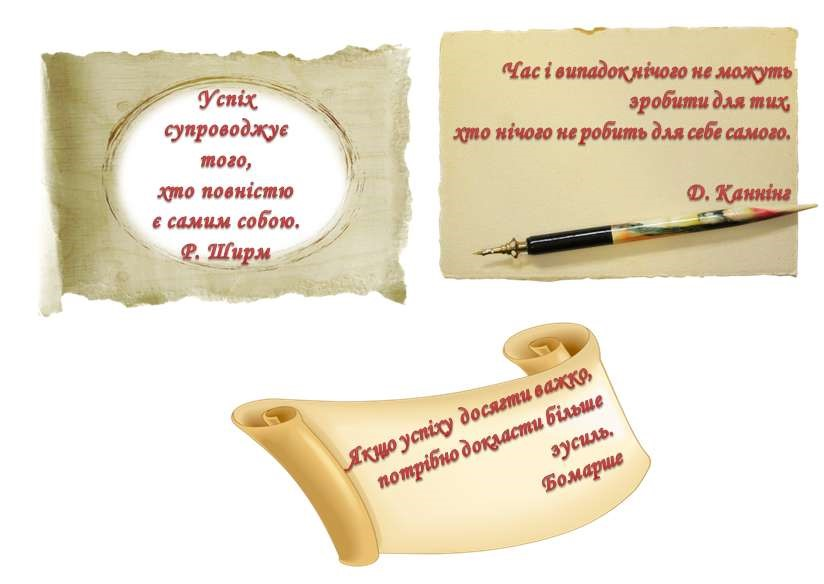 Успіх
супроводжує
того,
хто повністю
є самим собою.
Р. Ширм
Час і випадок нічого не можуть
зробити для тих,
хто нічого не робить для себе самого.
Д. Каннінг
Якщо успіху досягти важко,
потрібно докласти більше
зусиль.
Бомарше